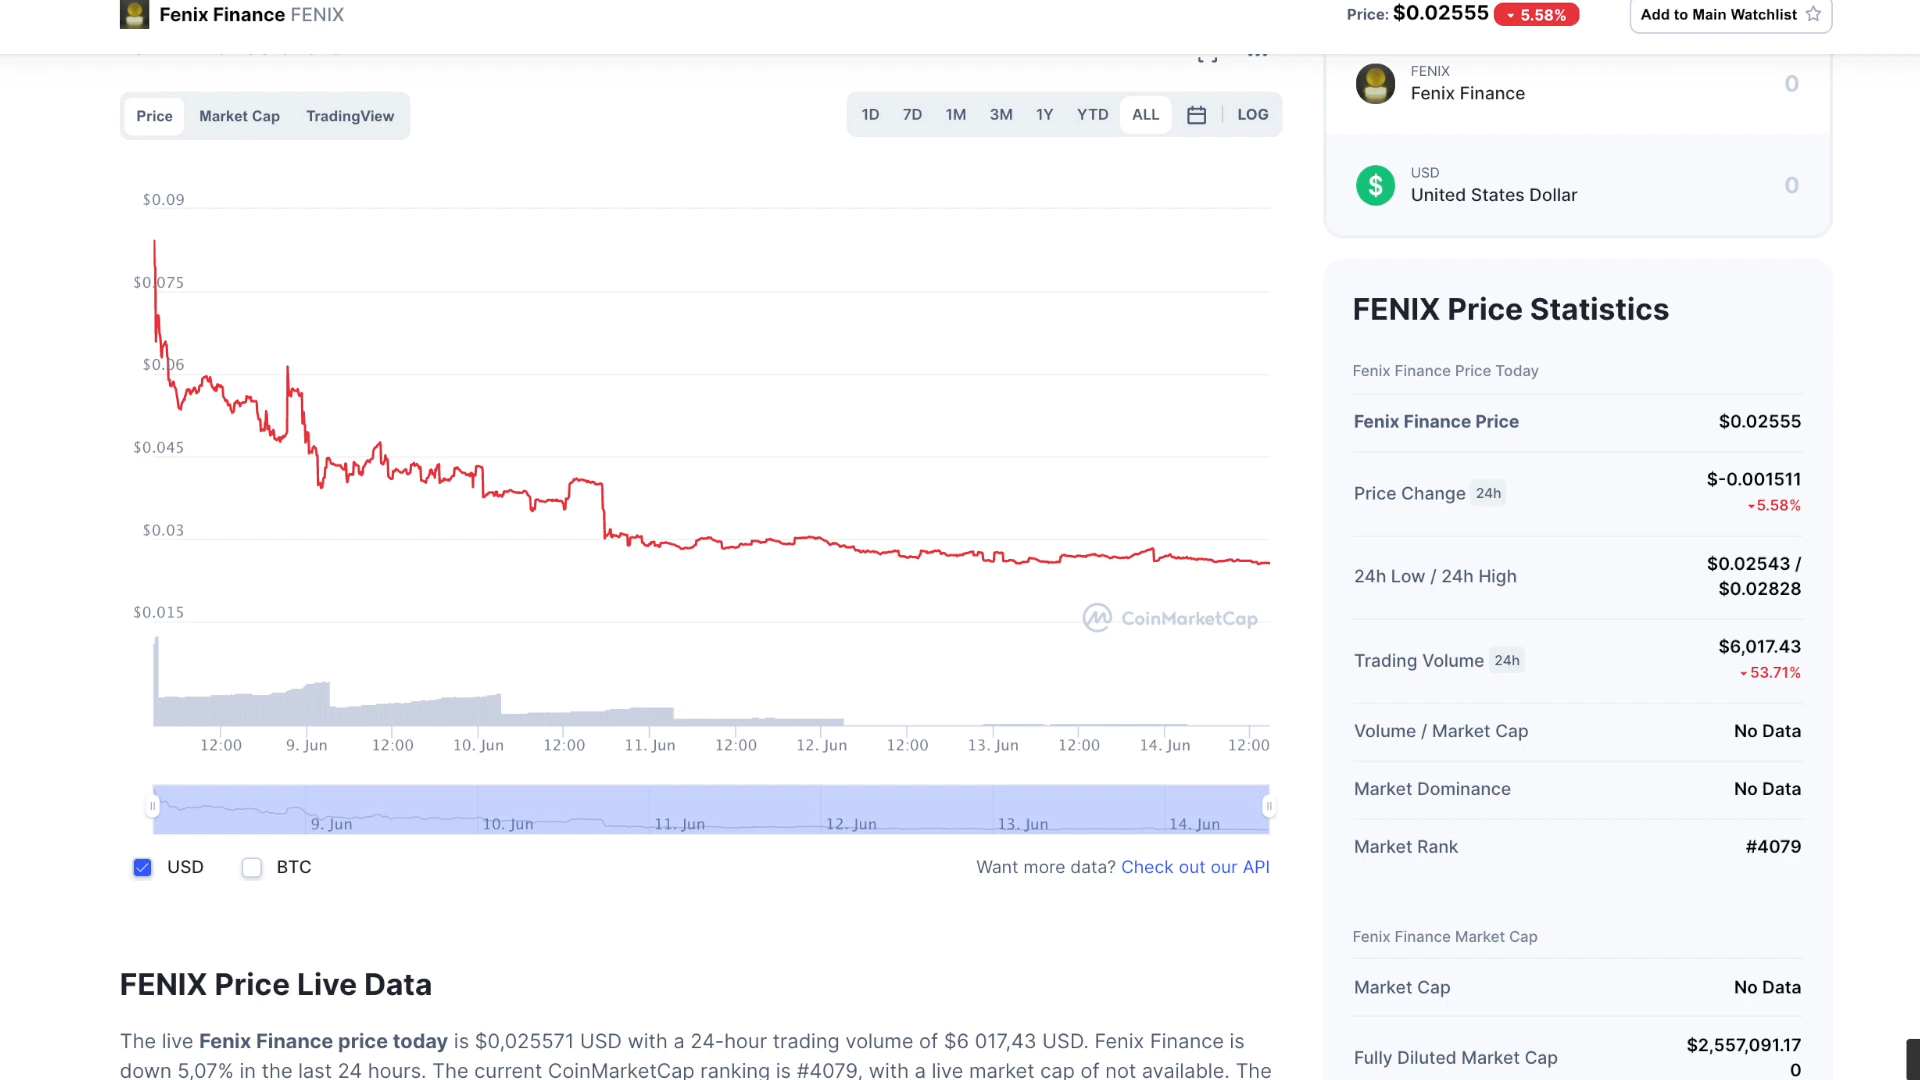 Fenix Finance FENIX
Price: $0.02555 5.58%
Add to Main Watchlist
Price Market Cap TradingView
1D 7D 1M 3M 1Y YTD ALL LOG
$0.09
$0.075
$0.06
$0.045
$0.03
$0.015
CoinMarketCap
12:00 9. Jun 12:00 10. Jun 12:00 11. Jun 12:00 12. Jun 12:00 13. Jun 12:00 14. Jun 12:00
9. Jun 10. Jun 11. Jun 12. Jun 13. Jun 14. Jun
USD BTC
Want more data? Check out our API
FENIX Price Live Data
The live Fenix Finance price today is $0,025571 USD with a 24-hour trading volume of $6 017,43 USD. Fenix Finance is
down 5,07% in the last 24 hours. The current CoinMarketCap ranking is #4079, with a live market cap of not available. The
FENIX
Fenix Finance 0
USD
United States Dollar 0
FENIX Price Statistics
Fenix Finance Price Today
Fenix Finance Price $0.02555
Price Change 24h $-0.001511
5.58%
24h Low / 24h High $0.02543 /
$0.02828
Trading Volume 24h $6,017.43
53.71%
Volume / Market Cap No Data
Market Dominance No Data
Market Rank #4079
Fenix Finance Market Cap
Market Cap No Data
Fully Diluted Market Cap $2,557,091.17
0